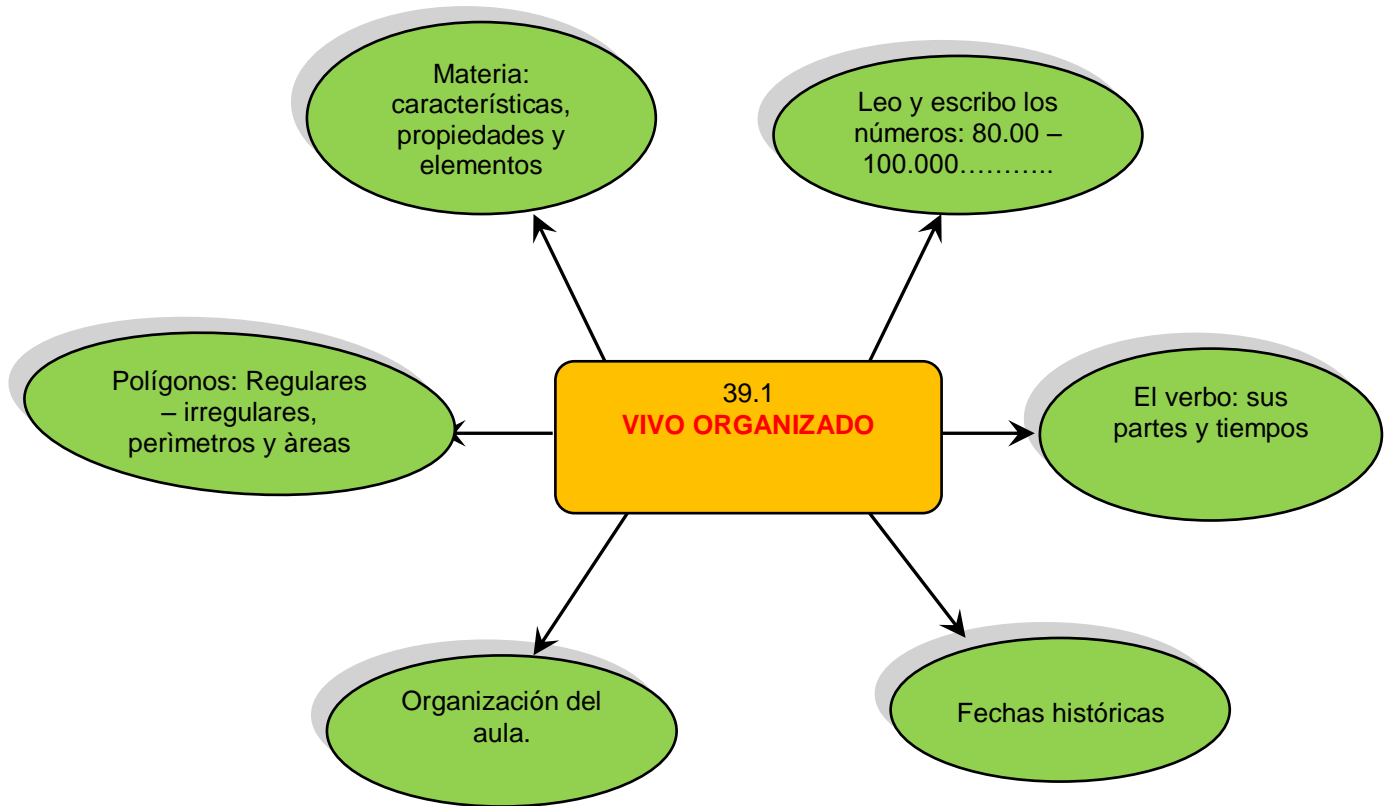 Materia:
características,
propiedades y
elementos
Leo y escribo los
números: 80.00 –
100.000………..
Polígonos: Regulares
– irregulares,
perìmetros y àreas
39.1
VIVO ORGANIZADO
El verbo: sus
partes y tiempos
Organización del
aula.
Fechas históricas